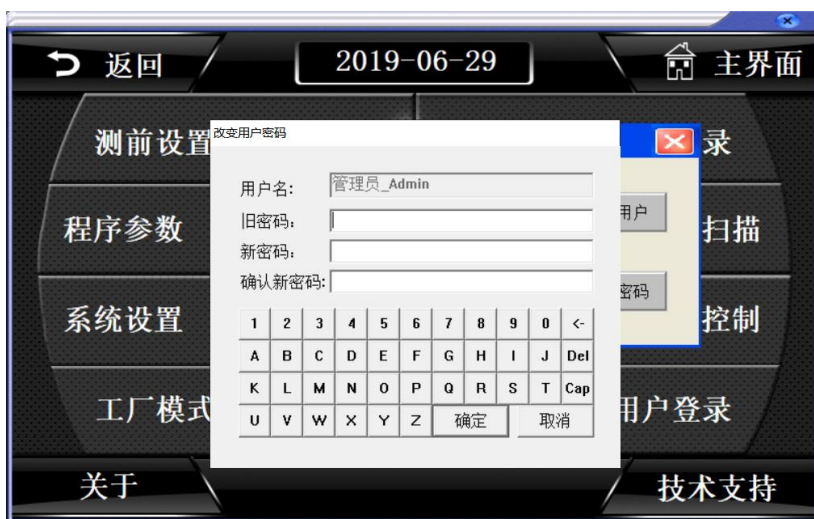 返回
2019-06-29
主界面
测前设置
改变用户密码
录
用户名:
管理员_Admin
用户
程序参数
旧密码:
扫描
新密码:
确认新密码:
密码
系统设置
控制
1 2 3 4 5 6 7 8 9 0 <-
A B C D E F G H I J Del
K L M N O P Q R S T Cap
工厂模式
U V W X Y Z 确定 取消
用户登录
关于
技术支持